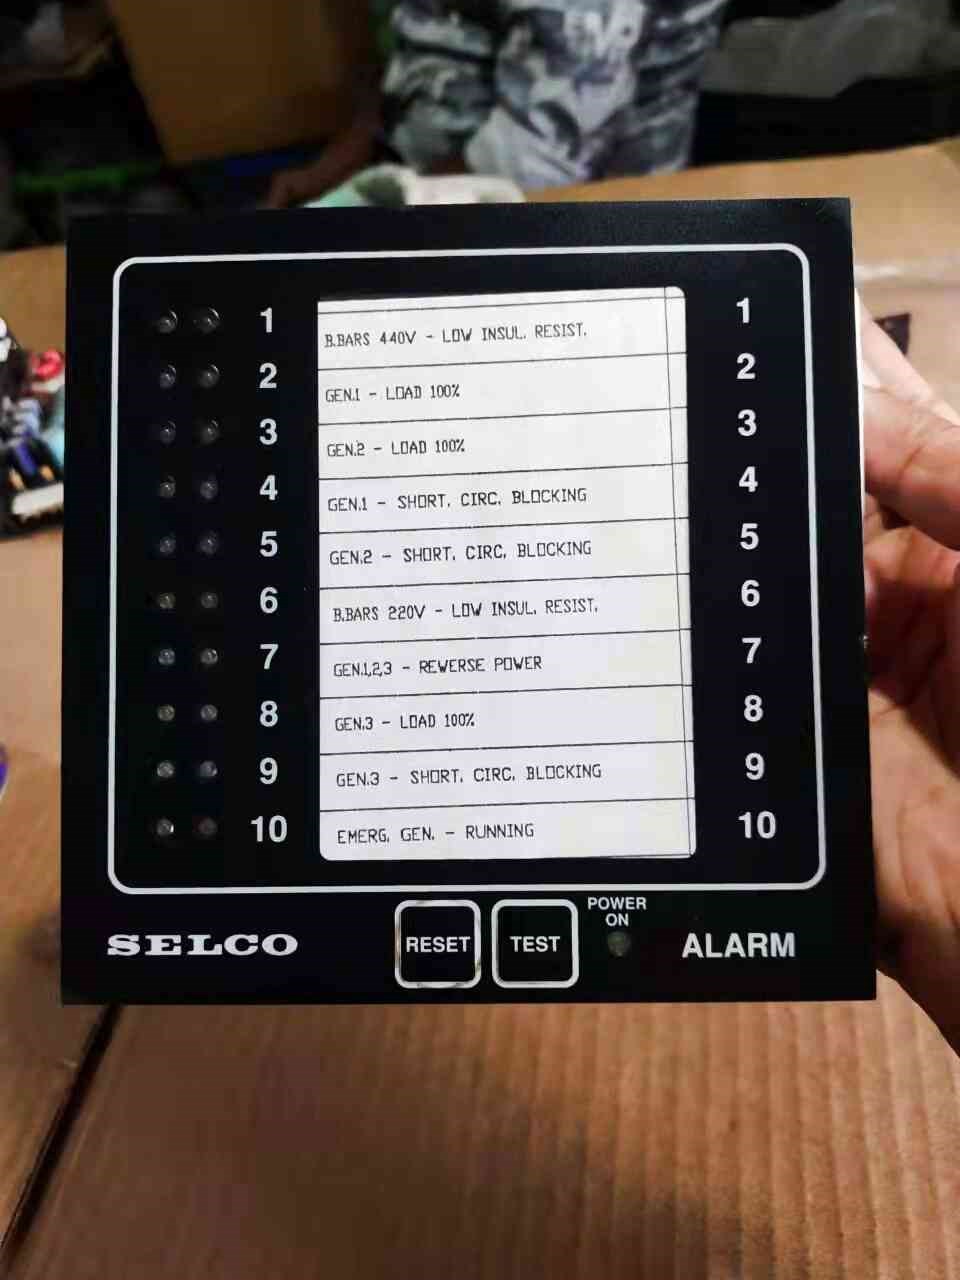 1 B.BARS 440V - LOW INSUL. RESIST. 1
2 GEN.1 - LOAD 100% 2
3 GEN.2 - LOAD 100% 3
4 GEN.1 - SHORT. CIRC. BLOCKING 4
5 GEN.2 - SHORT. CIRC. BLOCKING 5
6 B.BARS 220V - LOW INSUL. RESIST. 6
7 GEN.1,2,3 - REWERSE POWER 7
8 GEN.3 - LOAD 100% 8
9 GEN.3 - SHORT. CIRC. BLOCKING 9
10 EMERG. GEN. - RUNNING 10
POWER
ON
SELCO RESET TEST ALARM